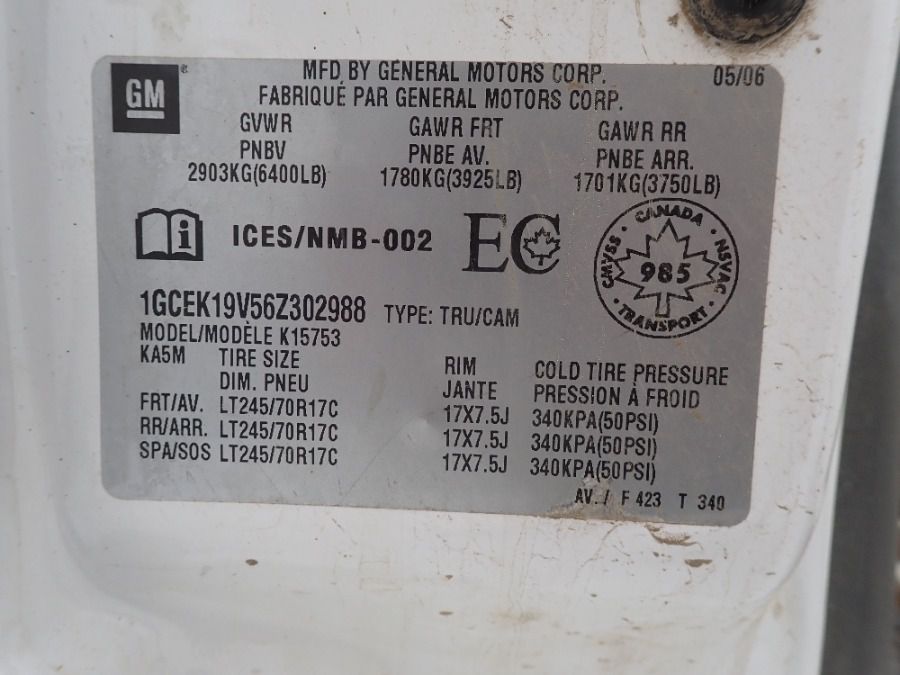 GM
MFD BY GENERAL MOTORS CORP. 05/06
FABRIQUÉ PAR GENERAL MOTORS CORP.
GVWR GAWR FRT GAWR RR
PNBV PNBE AV. PNBE ARR.
2903KG(6400LB) 1780KG(3925LB) 1701KG(3750LB)
ICES/NMB-002 EC
CANADA
CMVSS NSVAC
985
TRANSPORT
1GCEK19V56Z302988 TYPE: TRU/CAM
MODEL/MODÈLE K15753
KA5M TIRE SIZE RIM COLD TIRE PRESSURE
DIM. PNEU JANTE PRESSION À FROID
FRT/AV. LT245/70R17C 17X7.5J 340KPA(50PSI)
RR/ARR. LT245/70R17C 17X7.5J 340KPA(50PSI)
SPA/SOS LT245/70R17C 17X7.5J 340KPA(50PSI)
AV. / F 423 T 340